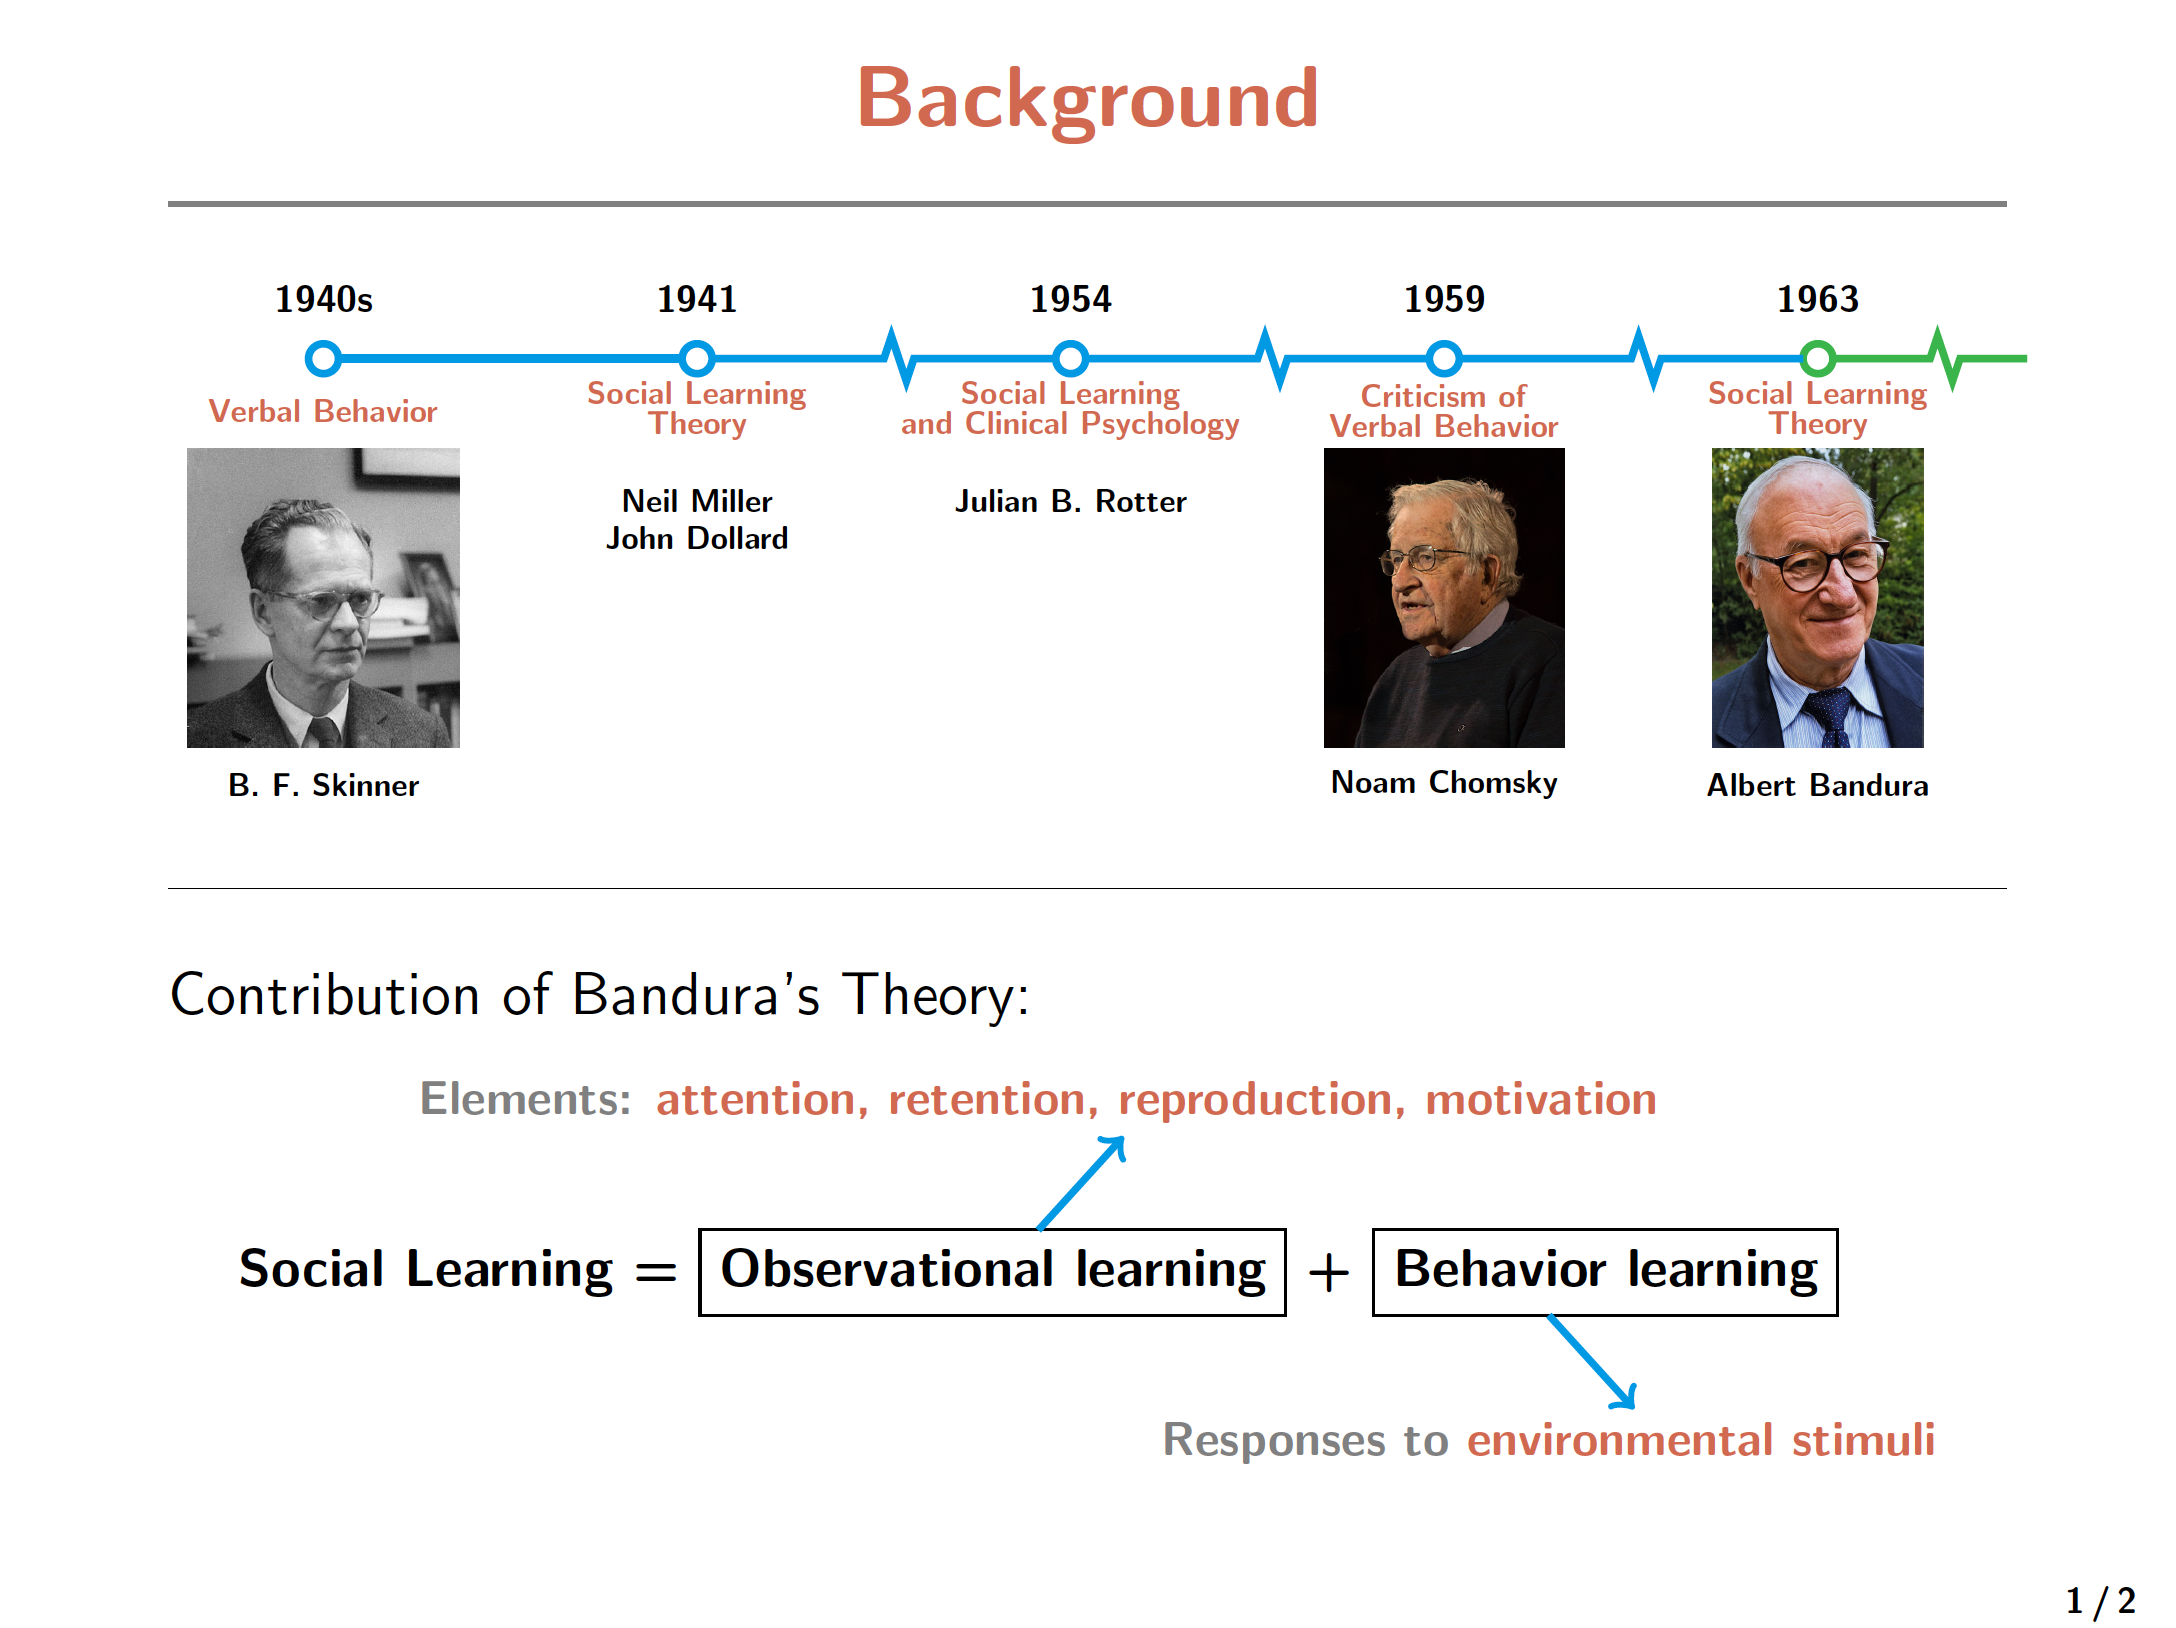 Background
1940s
1941
1954
1959
1963
Verbal Behavior
Social Learning
Theory
Social Learning
and Clinical Psychology
Criticism of
Verbal Behavior
Social Learning
Theory
Neil Miller
John Dollard
Julian B. Rotter
B. F. Skinner
Noam Chomsky
Albert Bandura
Contribution of Bandura's Theory:
Elements: attention, retention, reproduction, motivation
Social Learning = Observational learning + Behavior learning
Responses to environmental stimuli
1 / 2